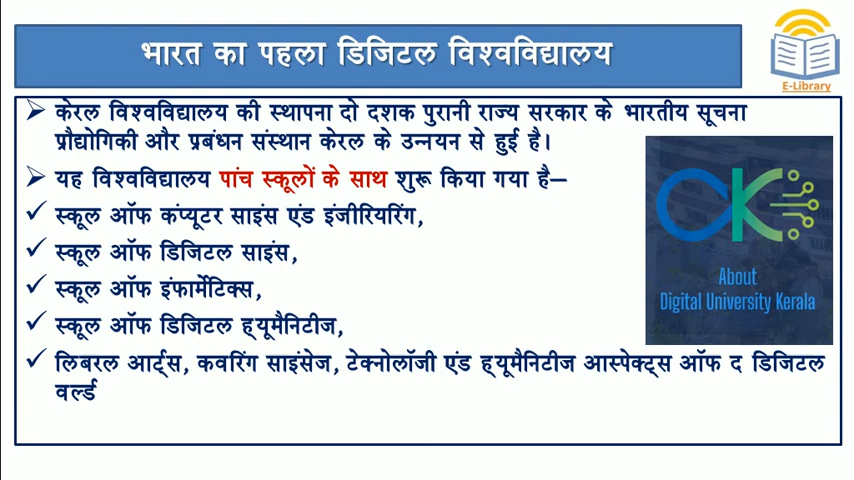 भारत का पहला डिजिटल विश्वविद्यालय
E-Library
केरल विश्वविद्यालय की स्थापना दो दशक पुरानी राज्य सरकार के भारतीय सूचना
प्रौद्योगिकी और प्रबंधन संस्थान केरल के उन्नयन से हुई है।
यह विश्वविद्यालय पांच स्कूलों के साथ शुरू किया गया है–
स्कूल ऑफ कंप्यूटर साइंस एंड इंजीरियरिंग,
स्कूल ऑफ डिजिटल साइंस,
स्कूल ऑफ इंफार्मेटिक्स,
स्कूल ऑफ डिजिटल ह्यूमैनिटीज,
लिबरल आर्ट्स, कवरिंग साइंसेज, टेक्नोलॉजी एंड ह्यूमैनिटीज आस्पेक्ट्स ऑफ द डिजिटल
वर्ल्ड
About
Digital University Kerala